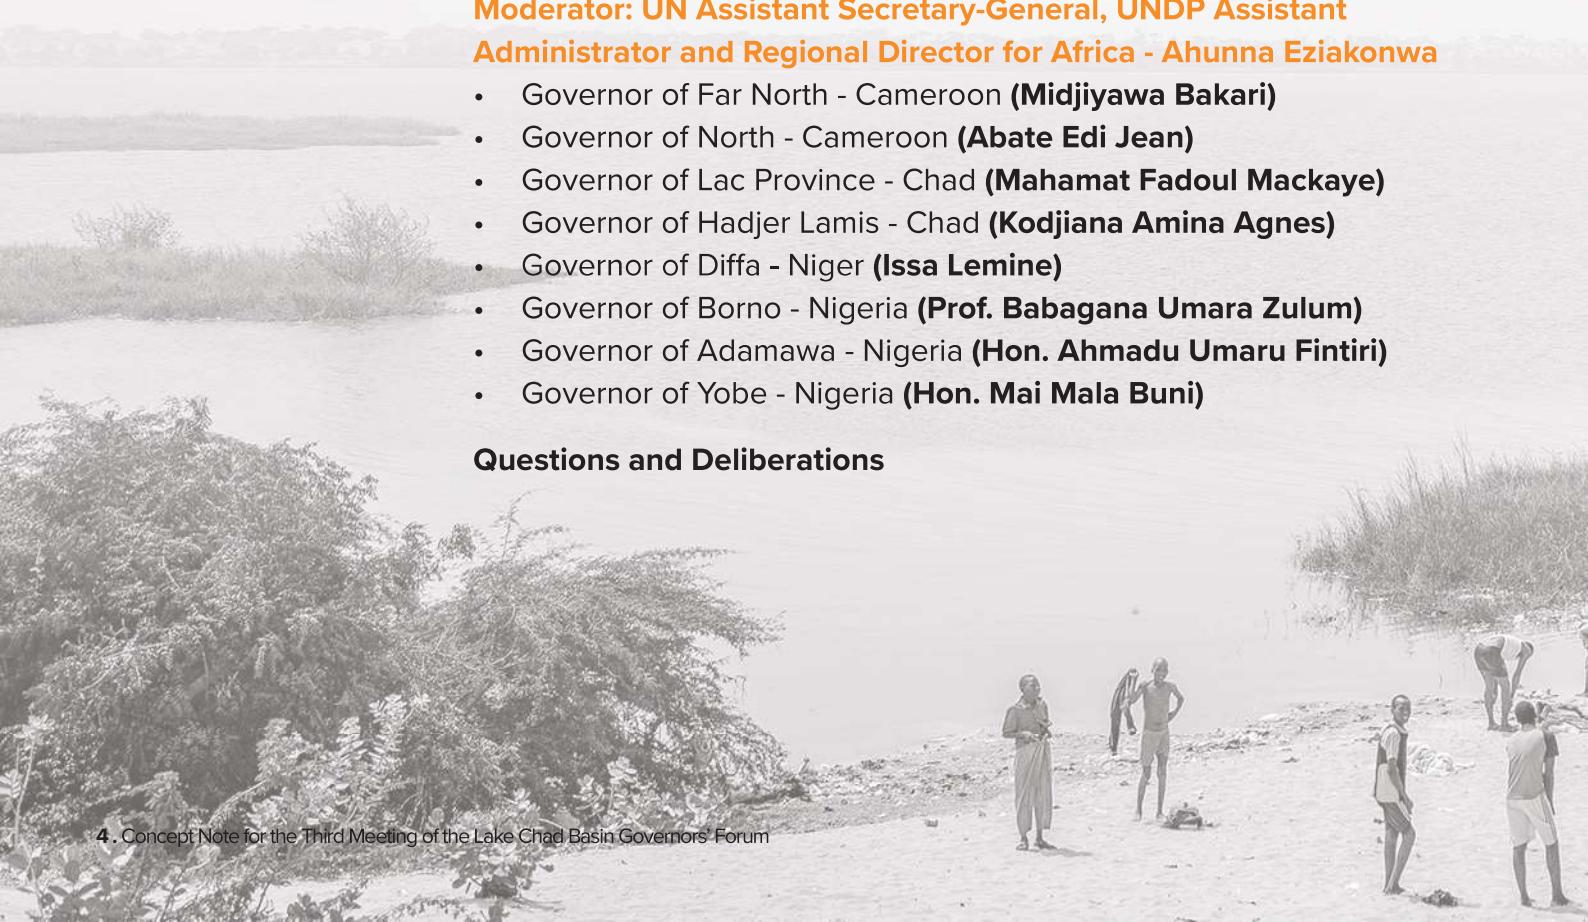 Moderator: UN Assistant Secretary-General, UNDP Assistant
Administrator and Regional Director for Africa - Ahunna Eziakonwa
• Governor of Far North - Cameroon (Midjiyawa Bakari)
• Governor of North - Cameroon (Abate Edi Jean)
• Governor of Lac Province - Chad (Mahamat Fadoul Mackaye)
• Governor of Hadjer Lamis - Chad (Kodjiana Amina Agnes)
• Governor of Diffa - Niger (Issa Lemine)
• Governor of Borno - Nigeria (Prof. Babagana Umara Zulum)
• Governor of Adamawa - Nigeria (Hon. Ahmadu Umaru Fintiri)
• Governor of Yobe - Nigeria (Hon. Mai Mala Buni)
Questions and Deliberations
4 . Concept Note for the Third Meeting of the Lake Chad Basin Governors' Forum